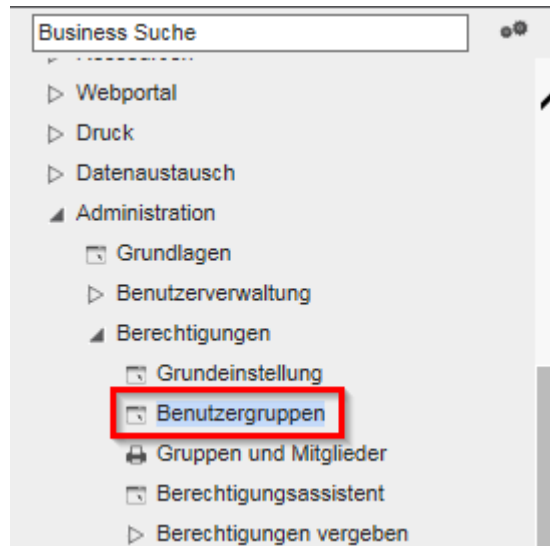 Business Suche
Webportal
Druck
Datenaustausch
Administration
Grundlagen
Benutzerverwaltung
Berechtigungen
Grundeinstellung
Benutzergruppen
Gruppen und Mitglieder
Berechtigungsassistent
Berechtigungen vergeben